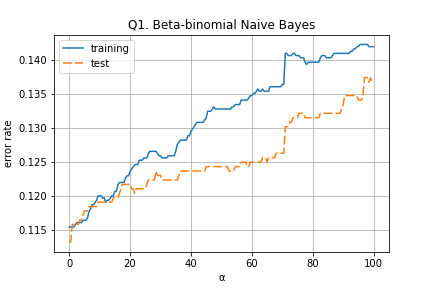 Q1. Beta-binomial Naive Bayes
training
test
error rate
0.140
0.135
0.130
0.125
0.120
0.115
0 20 40 60 80 100
α